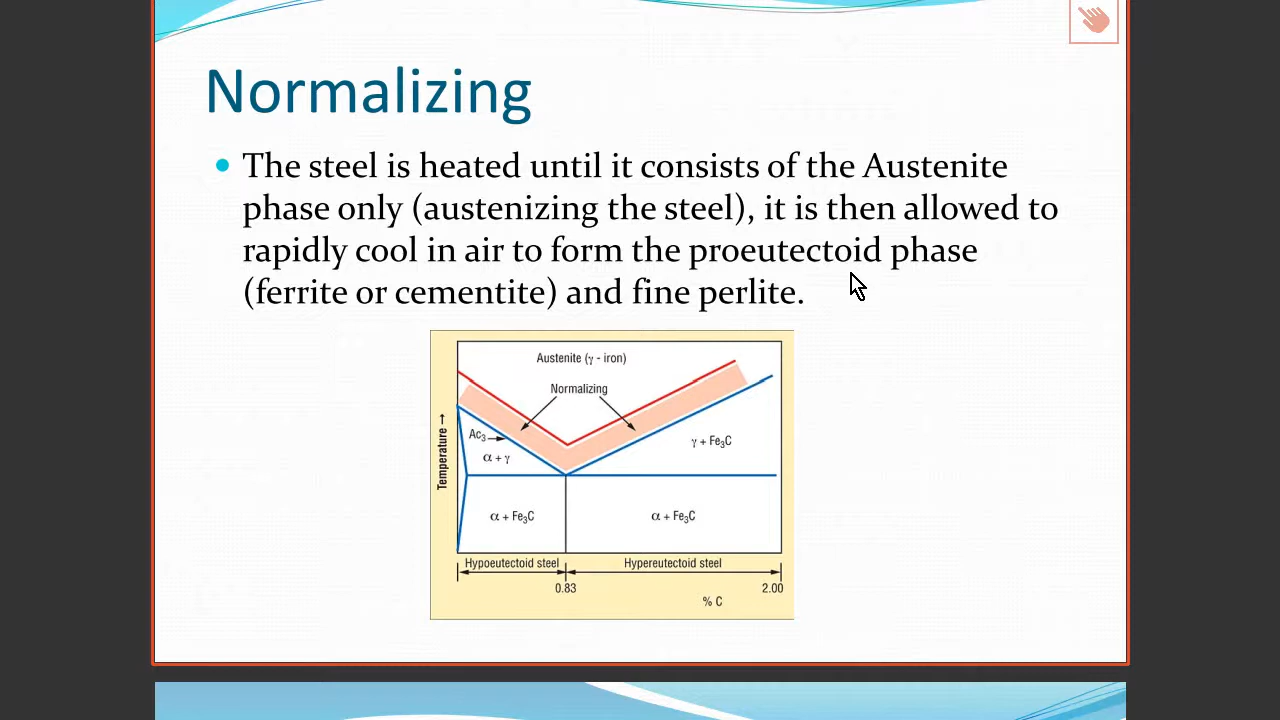 Normalizing
• The steel is heated until it consists of the Austenite
phase only (austenizing the steel), it is then allowed to
rapidly cool in air to form the proeutectoid phase
(ferrite or cementite) and fine perlite.
Austenite (γ - iron)
Normalizing
Temperature →
Ac₃
α + γ
γ + Fe₃C
α + Fe₃C
α + Fe₃C
Hypoeutectoid steel
Hypereutectoid steel
0.83
2.00
% C